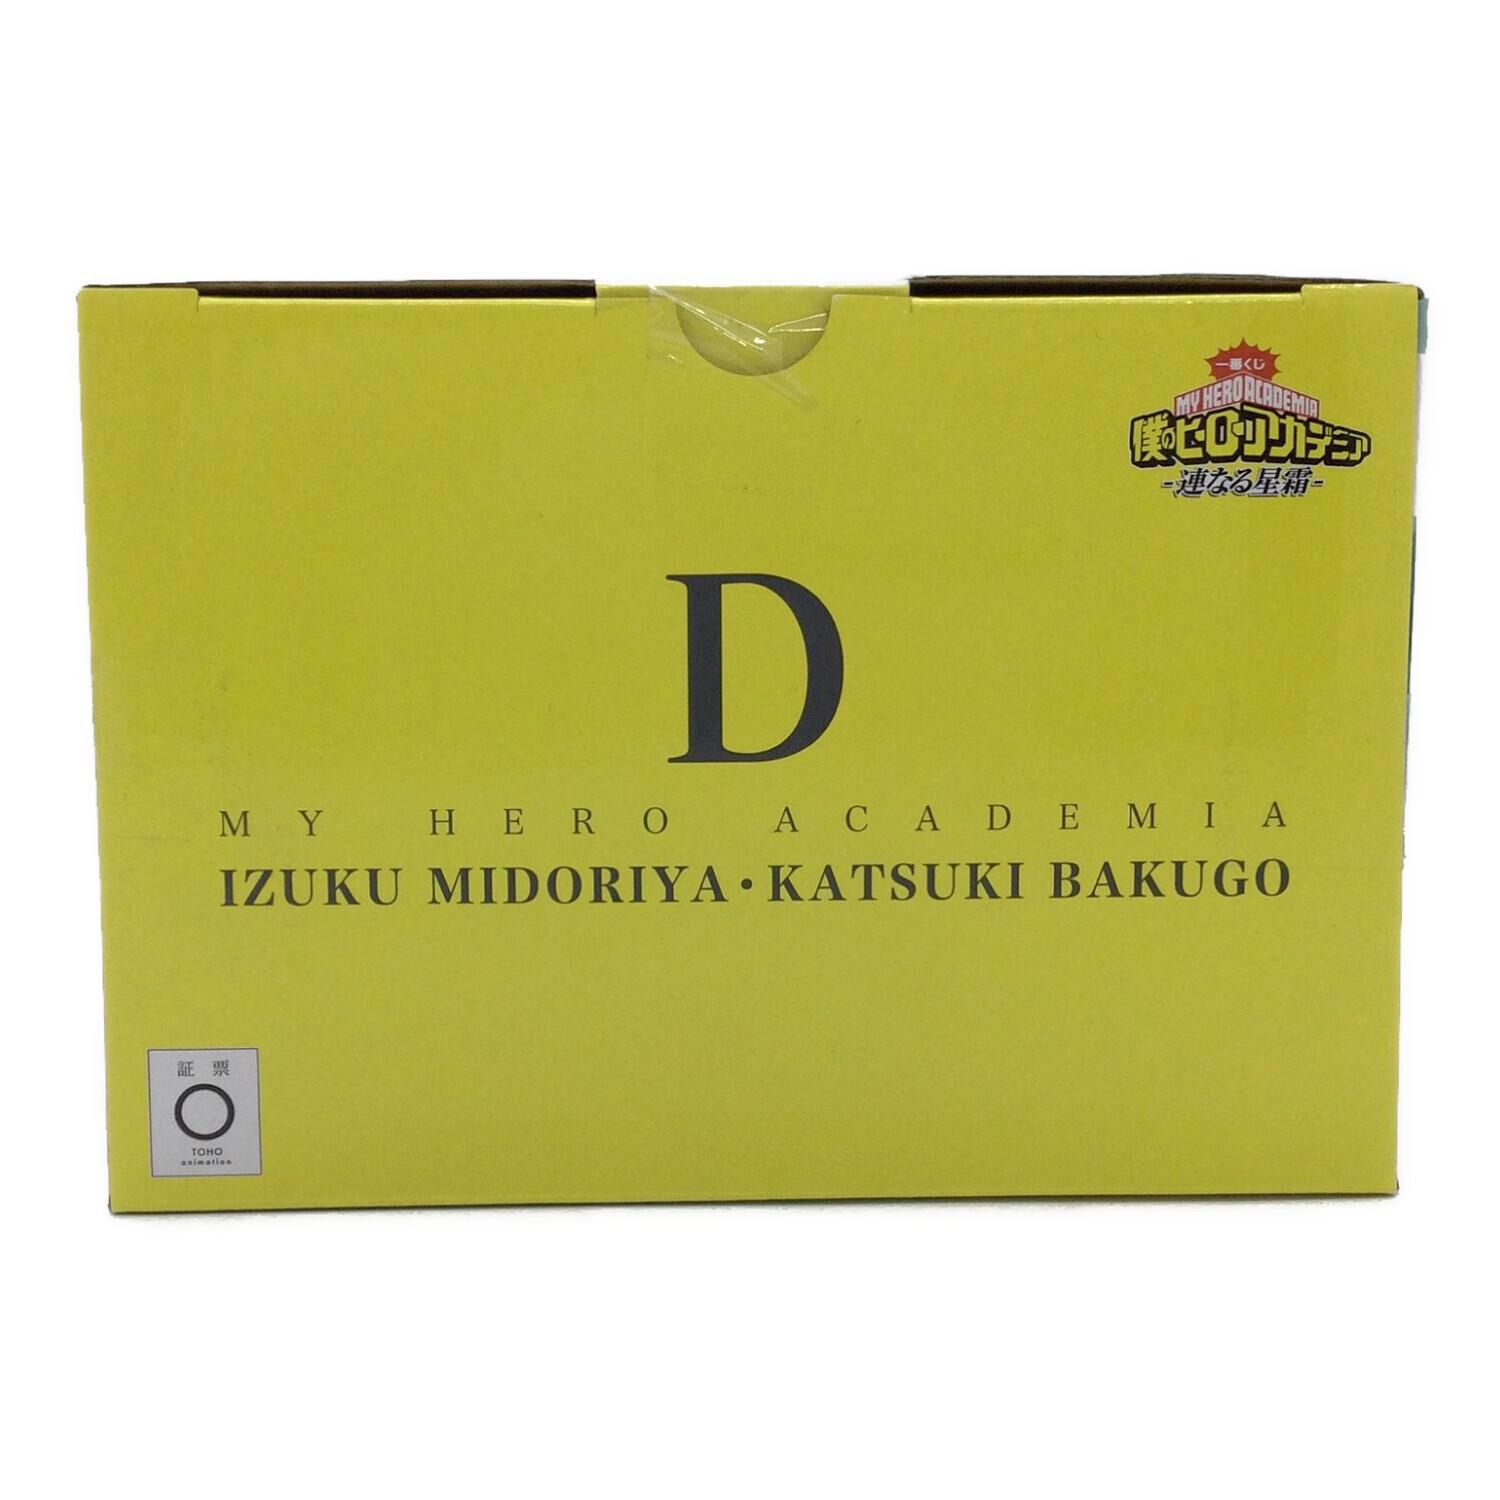 一番くじ
MY HERO ACADEMIA
僕のヒーローアカデミア
-連なる星霜-
D
MY HERO ACADEMIA
IZUKU MIDORIYA・KATSUKI BAKUGO
証票
TOHO
animation